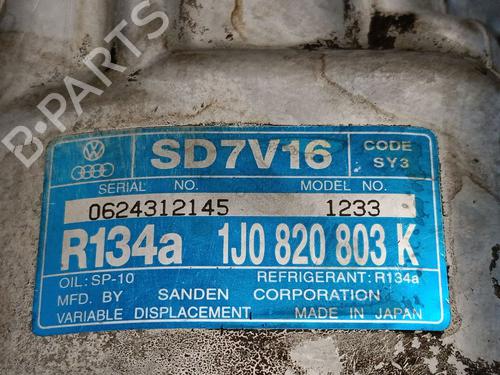 B-PARTS
SD7V16
CODE
SY3
SERIAL NO. MODEL NO.
0624312145 1233
R134a 1J0 820 803 K
OIL: SP-10 REFRIGERANT: R134a
MFD. BY SANDEN CORPORATION
VARIABLE DISPLACEMENT MADE IN JAPAN